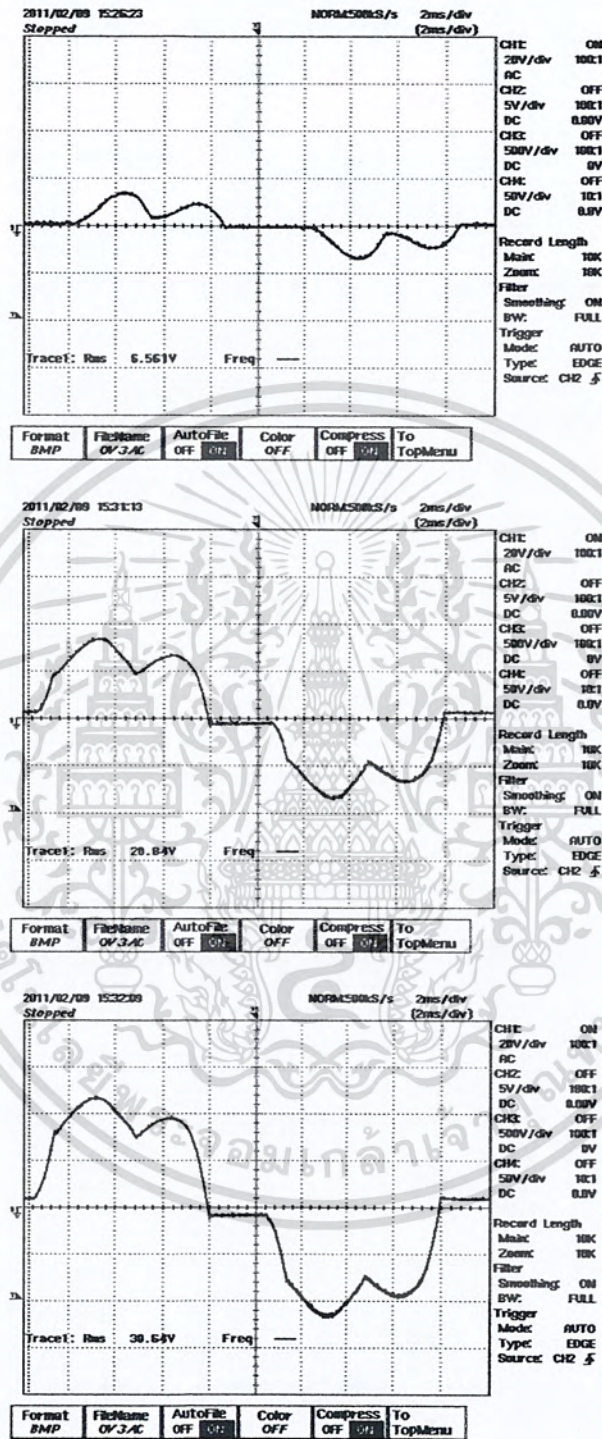 2011/02/09 15:26:23 NORM:500kS/s 2ms/div
Stopped (2ms/div)
CH1: ON
20V/div 100:1
AC
CH2: OFF
5V/div 100:1
DC 0.00V
CH3: OFF
500V/div 100:1
DC 0V
CH4: OFF
50V/div 10:1
DC 0.0V
Record Length
Main: 10K
Zoom: 10K
Filter
Smoothing: ON
BW: FULL
Trigger
Mode: AUTO
Type: EDGE
Source: CH2
Trace1: Rms 6.561V Freq
Format FileName AutoFile Color Compress To
BMP OV3AC OFF ON OFF OFF ON TopMenu
2011/02/09 15:31:13 NORM:500kS/s 2ms/div
Stopped (2ms/div)
CH1: ON
20V/div 100:1
AC
CH2: OFF
5V/div 100:1
DC 0.00V
CH3: OFF
500V/div 100:1
DC 0V
CH4: OFF
50V/div 10:1
DC 0.0V
Record Length
Main: 10K
Zoom: 10K
Filter
Smoothing: ON
BW: FULL
Trigger
Mode: AUTO
Type: EDGE
Source: CH2
Trace1: Rms 20.84V Freq
Format FileName AutoFile Color Compress To
BMP OV3AC OFF ON OFF OFF ON TopMenu
2011/02/09 15:32:09 NORM:500kS/s 2ms/div
Stopped (2ms/div)
CH1: ON
20V/div 100:1
AC
CH2: OFF
5V/div 100:1
DC 0.00V
CH3: OFF
500V/div 100:1
DC 0V
CH4: OFF
50V/div 10:1
DC 0.0V
Record Length
Main: 10K
Zoom: 10K
Filter
Smoothing: ON
BW: FULL
Trigger
Mode: AUTO
Type: EDGE
Source: CH2
Trace1: Rms 30.64V Freq
Format FileName AutoFile Color Compress To
BMP OV3AC OFF ON OFF OFF ON TopMenu